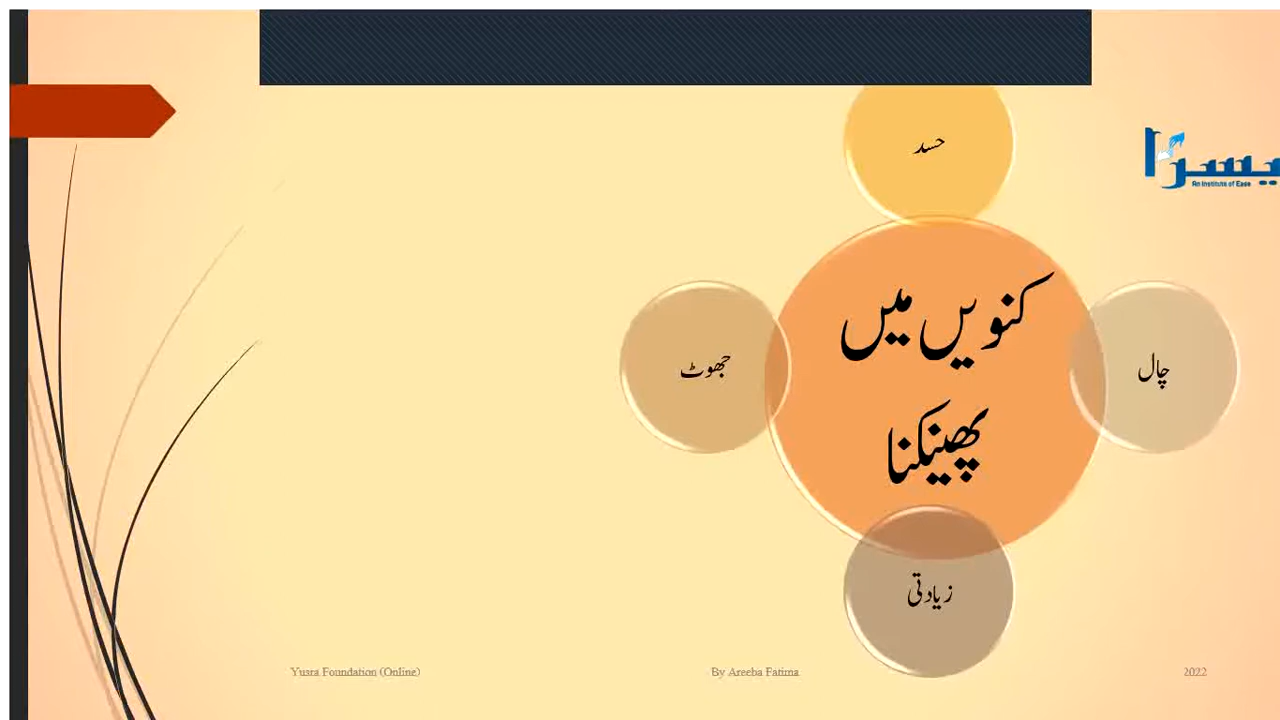 حسد
یسرا
An Institute of Ease
کنویں میں
پھینکنا
چال
جھوٹ
زیادتی
Yusra Foundation (Online)
By Areeba Fatima
2022